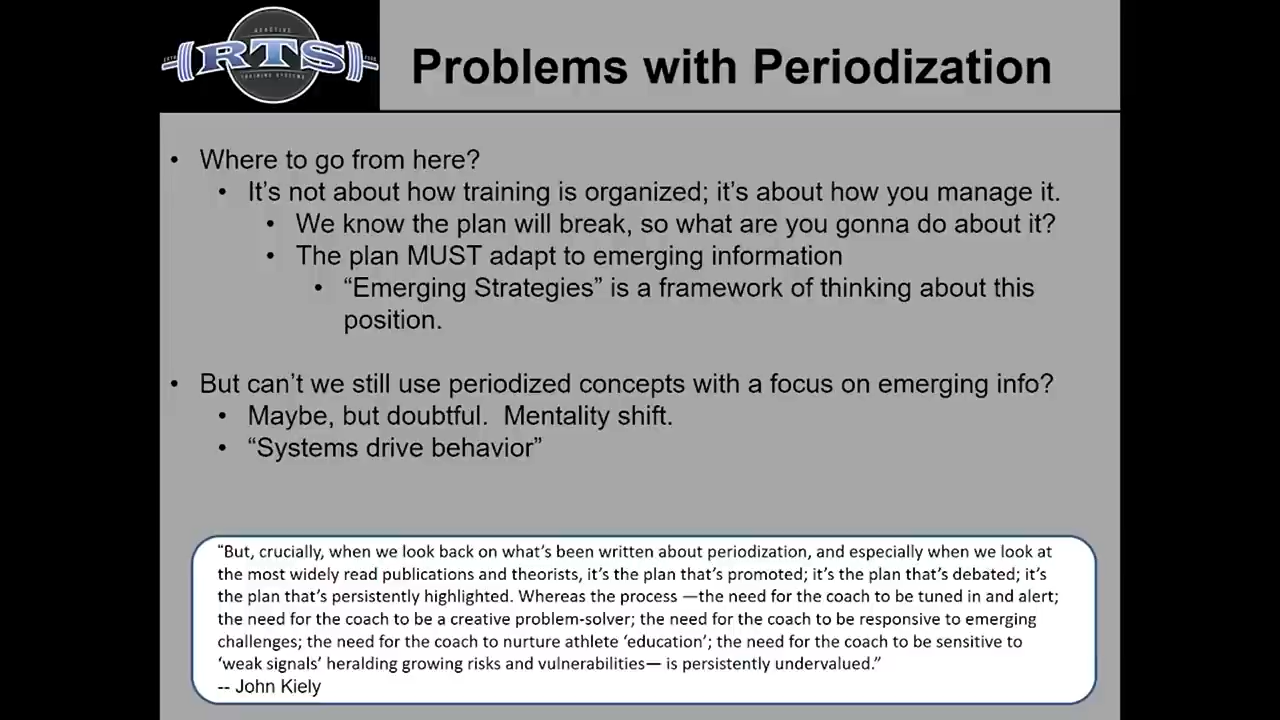 REACTIVE
RTS
TRAINING SYSTEMS
Problems with Periodization
• Where to go from here?
• It's not about how training is organized; it's about how you manage it.
• We know the plan will break, so what are you gonna do about it?
• The plan MUST adapt to emerging information
• “Emerging Strategies” is a framework of thinking about this
position.
• But can't we still use periodized concepts with a focus on emerging info?
• Maybe, but doubtful.  Mentality shift.
• “Systems drive behavior”
“But, crucially, when we look back on what's been written about periodization, and especially when we look at
the most widely read publications and theorists, it's the plan that's promoted; it's the plan that's debated; it's
the plan that's persistently highlighted. Whereas the process —the need for the coach to be tuned in and alert;
the need for the coach to be a creative problem-solver; the need for the coach to be responsive to emerging
challenges; the need for the coach to nurture athlete ‘education’; the need for the coach to be sensitive to
‘weak signals’ heralding growing risks and vulnerabilities— is persistently undervalued.”
-- John Kiely